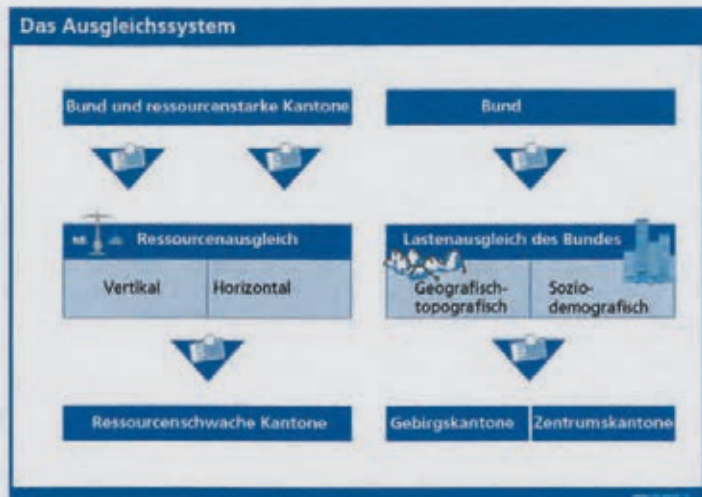 Das Ausgleichssystem
Bund und ressourcenstarke Kantone
Bund
Ressourcenausgleich
Vertikal
Horizontal
Lastenausgleich des Bundes
Geografisch-
topografisch
Sozio-
demografisch
Ressourcenschwache Kantone
Gebirgskantone
Zentrumskantone